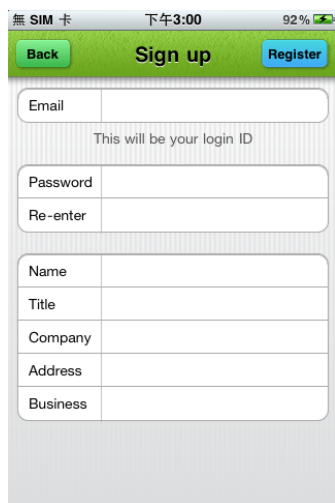 無 SIM 卡 下午3:00 92%
Back Sign up Register
Email
This will be your login ID
Password
Re-enter
Name
Title
Company
Address
Business